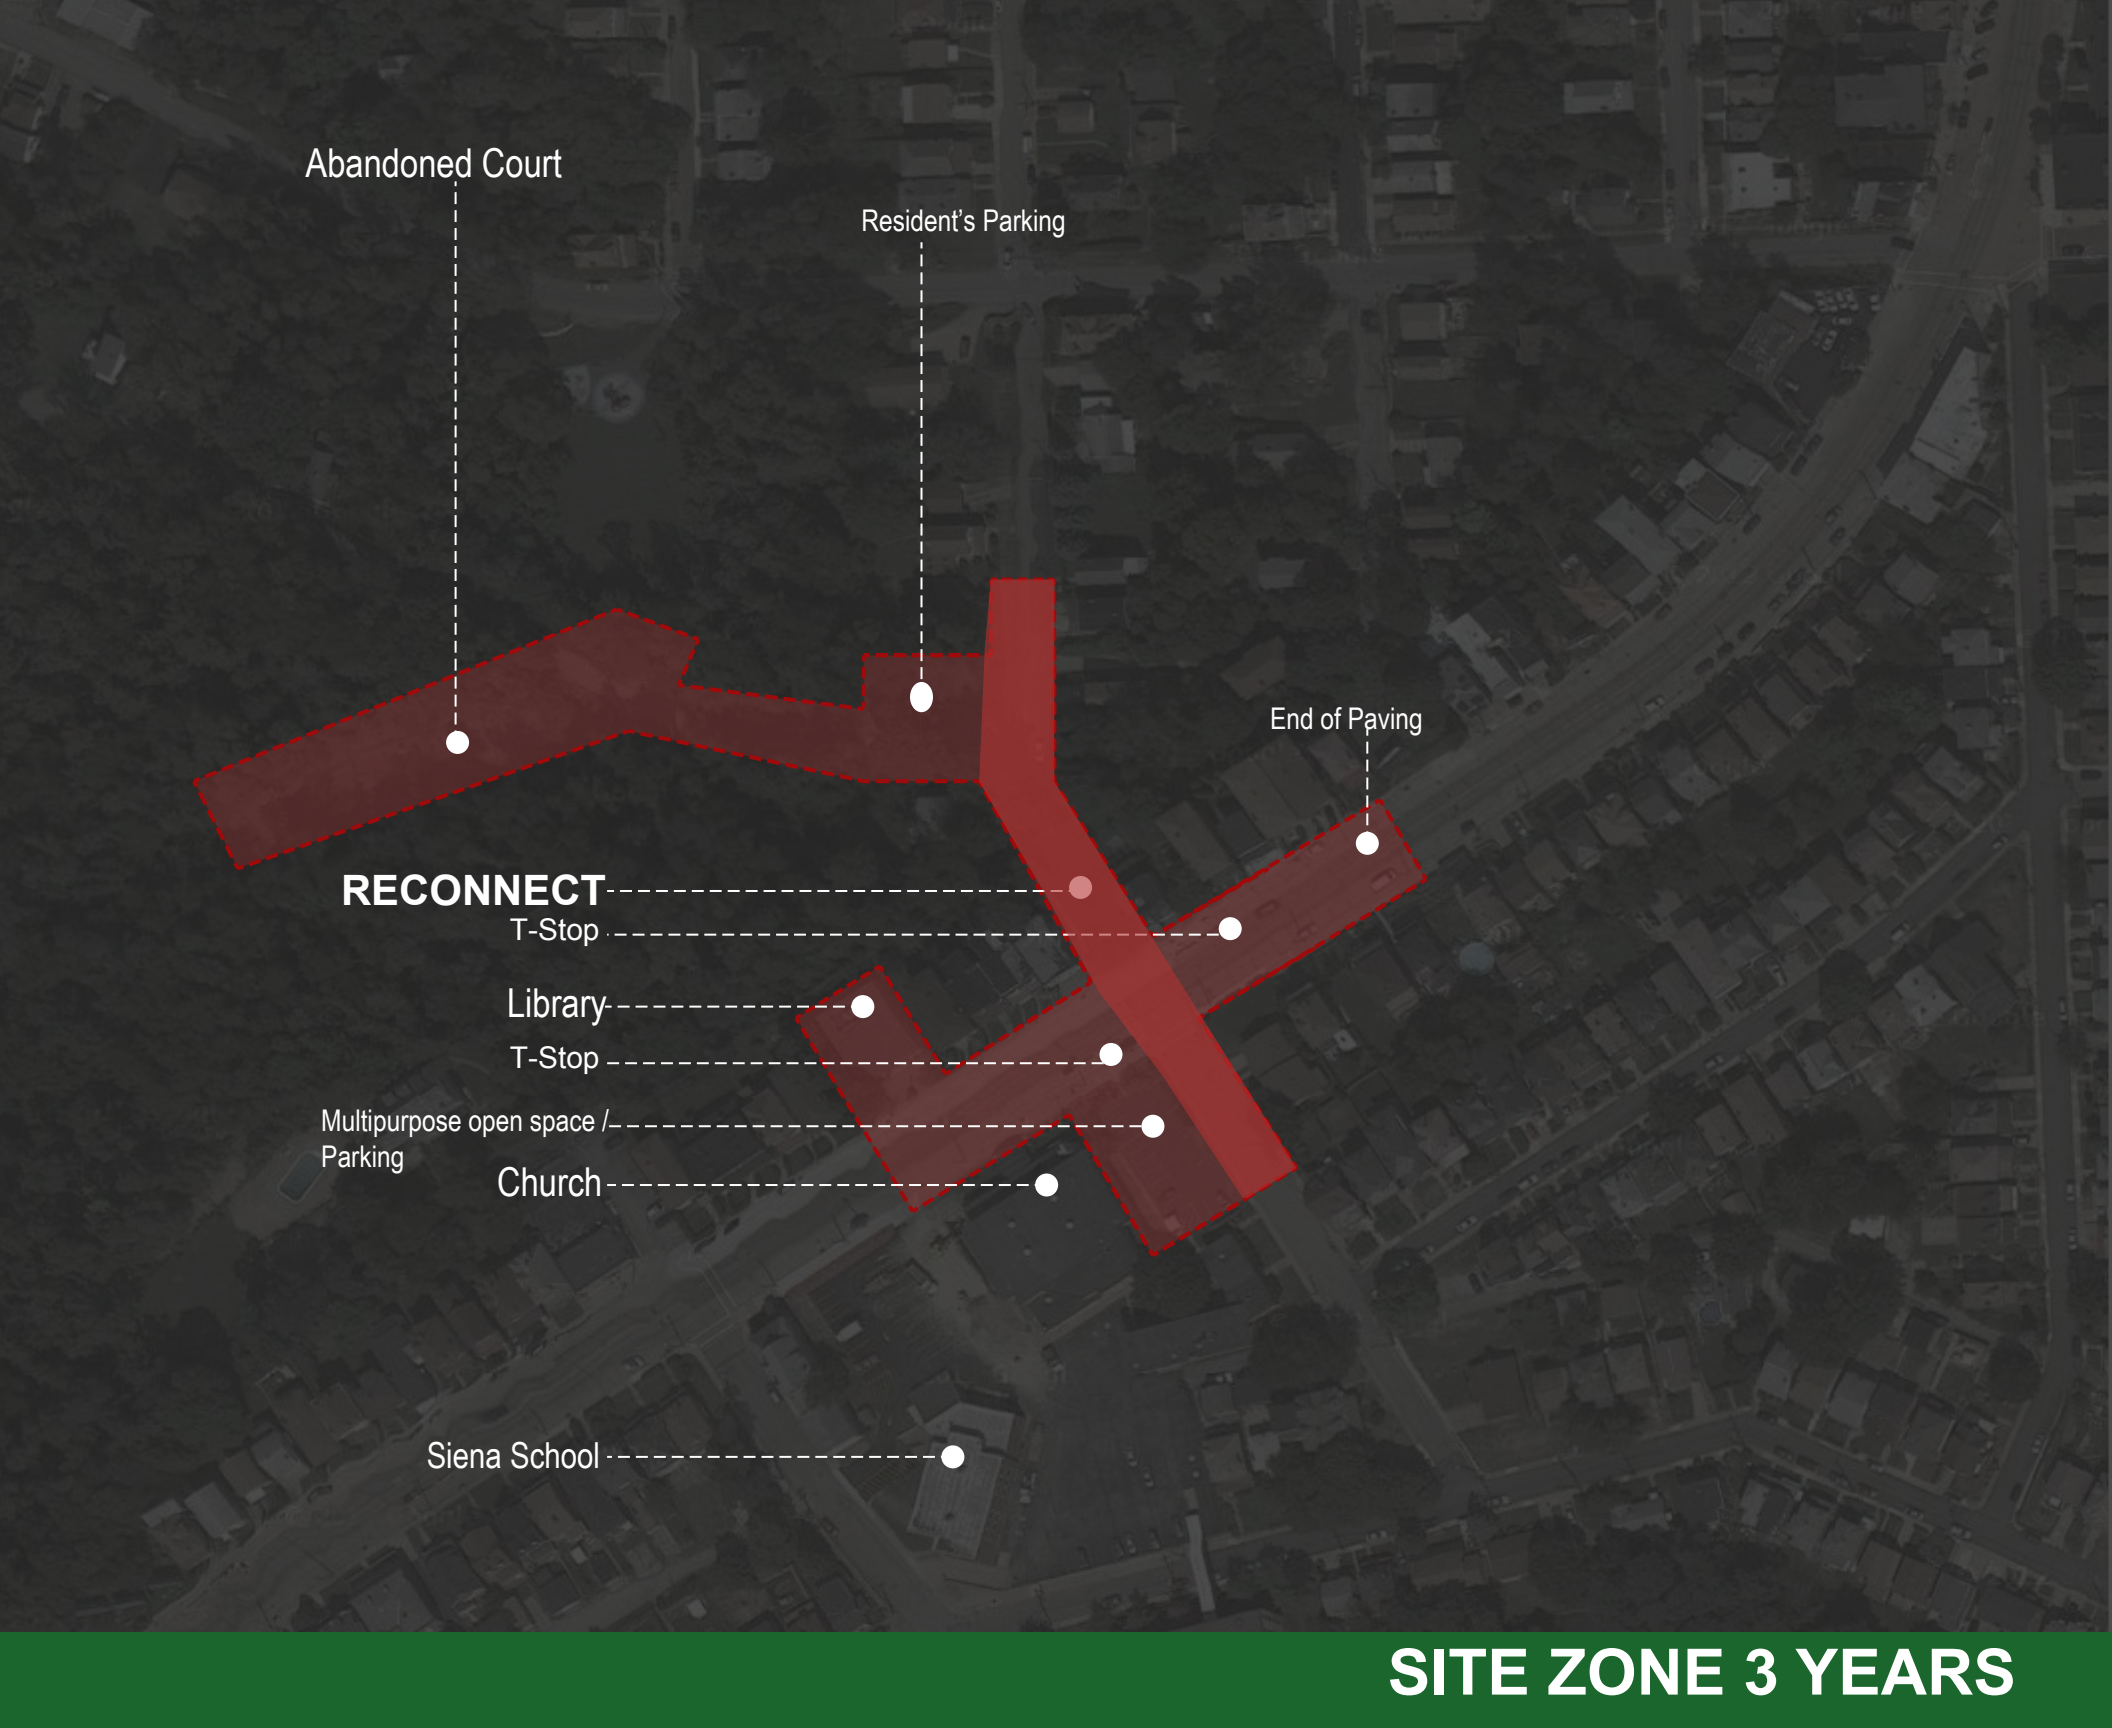 Abandoned Court
Resident’s Parking
End of Paving
RECONNECT
T-Stop
Library
T-Stop
Multipurpose open space /
Parking
Church
Siena School
SITE ZONE 3 YEARS